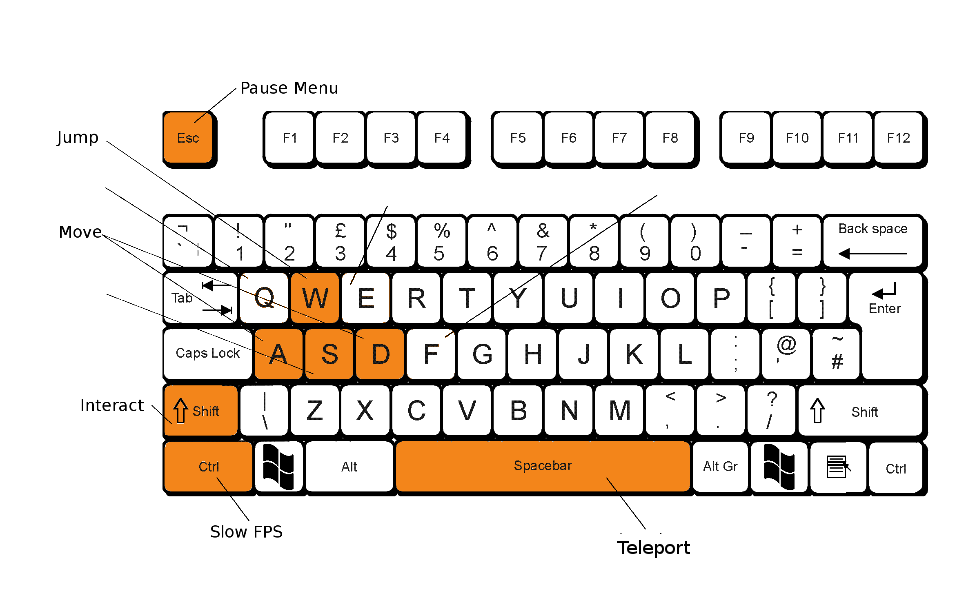 Pause Menu
Esc F1 F2 F3 F4 F5 F6 F7 F8 F9 F10 F11 F12
Jump
¬ ! " £ $ % ^ & * ( ) _ + Back space
` ¦ 1 2 3 4 5 6 7 8 9 0 - =
Move
Tab Q W E R T Y U I O P { [ } ] Enter
Caps Lock A S D F G H J K L : ; @ ' ~ #
Interact
Shift | \ Z X C V B N M < , > . ? / Shift
Ctrl Alt Spacebar Alt Gr Ctrl
Slow FPS
Teleport